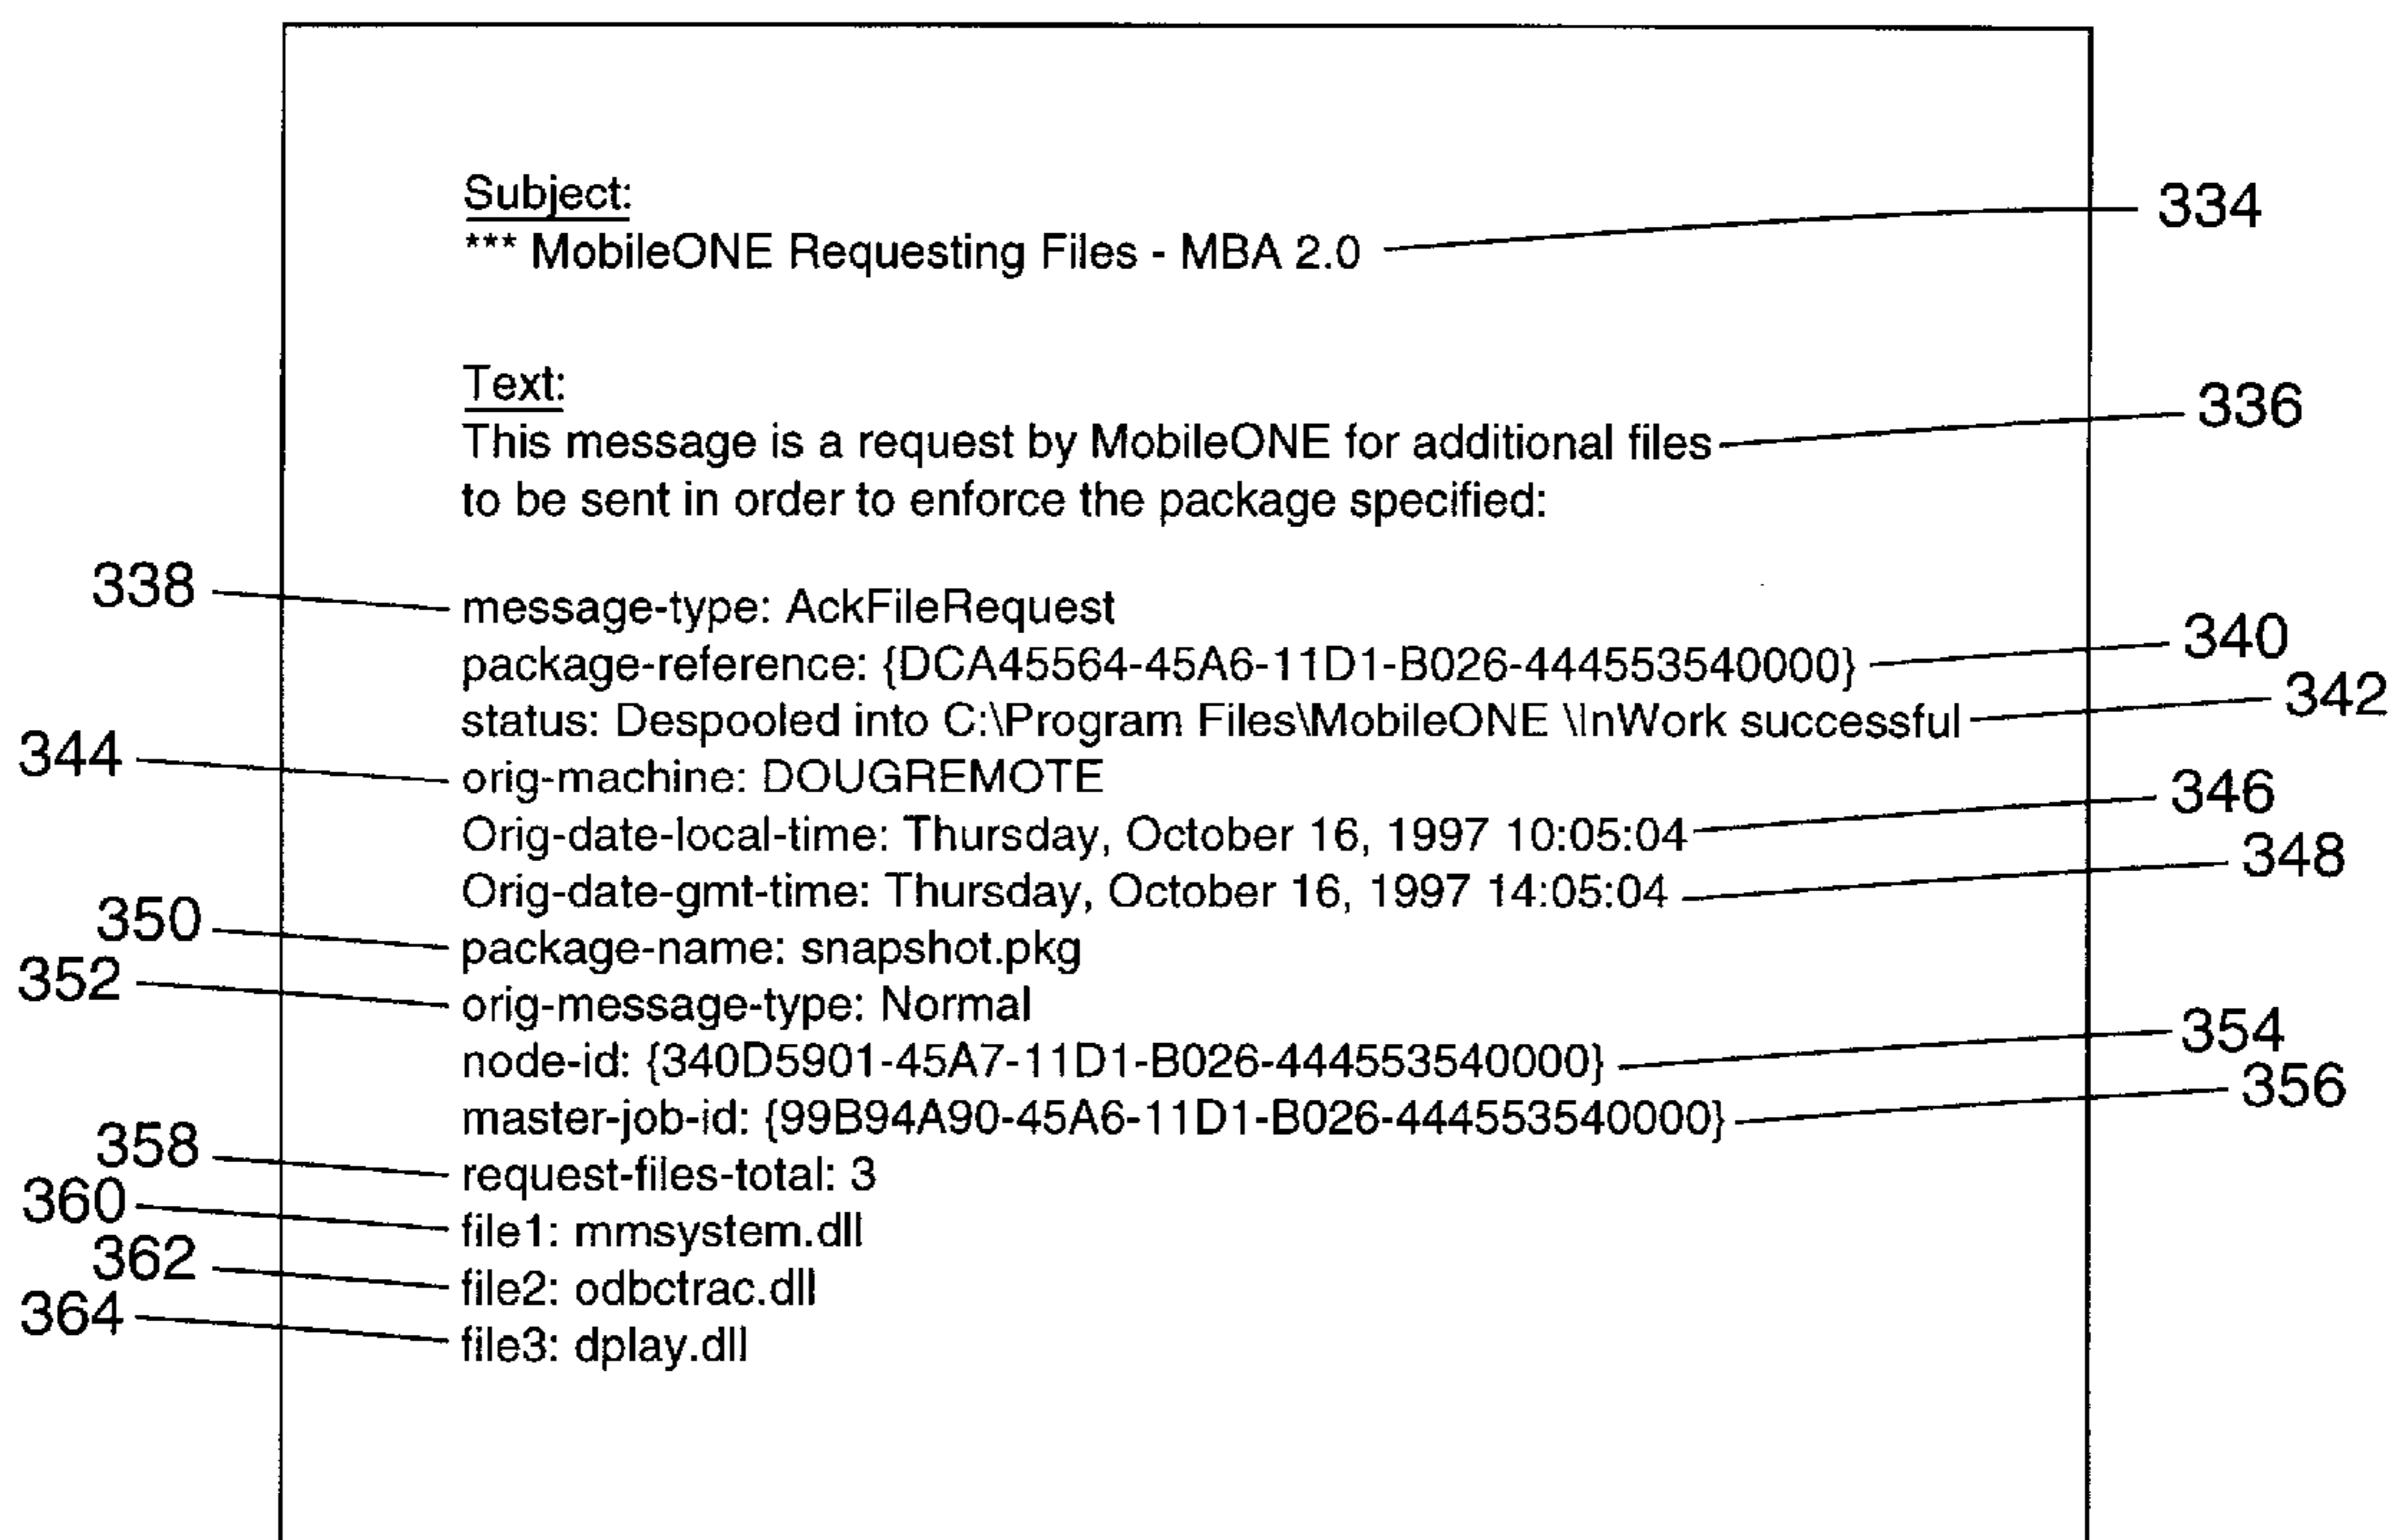 Subject:
334
*** MobileONE Requesting Files - MBA 2.0
Text:
336
This message is a request by MobileONE for additional files
to be sent in order to enforce the package specified:
338
message-type: AckFileRequest
340
package-reference: {DCA45564-45A6-11D1-B026-444553540000}
342
status: Despooled into C:\Program Files\MobileONE \InWork successful
344
orig-machine: DOUGREMOTE
346
Orig-date-local-time: Thursday, October 16, 1997 10:05:04
348
Orig-date-gmt-time: Thursday, October 16, 1997 14:05:04
350
package-name: snapshot.pkg
352
orig-message-type: Normal
354
node-id: {340D5901-45A7-11D1-B026-444553540000}
356
master-job-id: {99B94A90-45A6-11D1-B026-444553540000}
358
request-files-total: 3
360
file1: mmsystem.dll
362
file2: odbctrac.dll
364
file3: dplay.dll